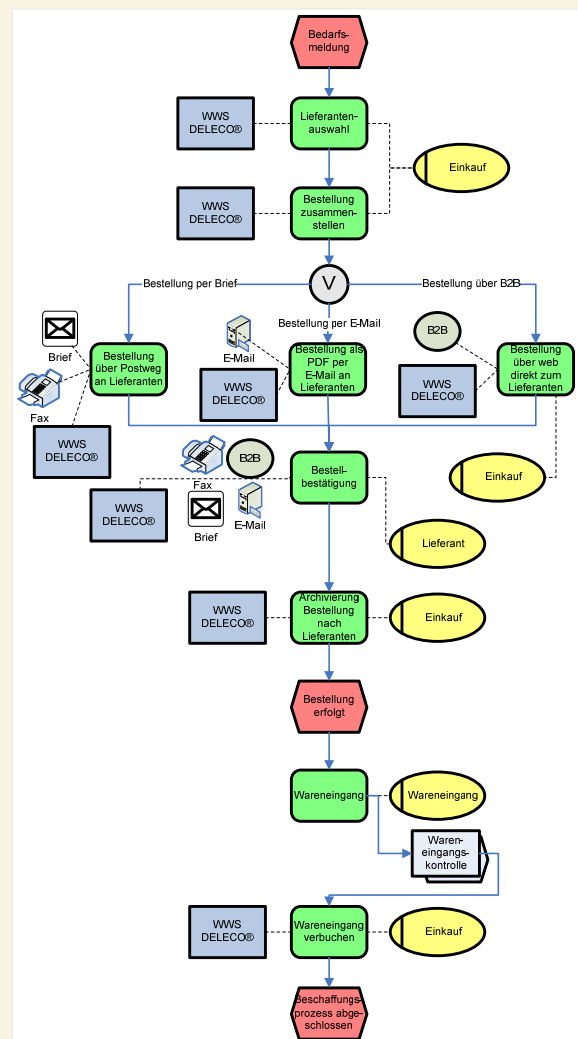 Bedarfs-
meldung
WWS
DELECO®
Lieferanten-
auswahl
Einkauf
WWS
DELECO®
Bestellung
zusammen-
stellen
V
Bestellung per Brief
Bestellung über B2B
Bestellung per E-Mail
Brief
Fax
WWS
DELECO®
Bestellung
über Postweg
an Lieferanten
E-Mail
WWS
DELECO®
Bestellung als
PDF per
E-Mail an
Lieferanten
B2B
WWS
DELECO®
Bestellung
über web
direkt zum
Lieferanten
Einkauf
Fax
B2B
WWS
DELECO®
Brief
E-Mail
Bestell-
bestätigung
Lieferant
WWS
DELECO®
Archivierung
Bestellung
nach
Lieferanten
Einkauf
Bestellung
erfolgt
Wareneingang
Wareneingang
Waren-
eingangs-
kontrolle
WWS
DELECO®
Wareneingang
verbuchen
Einkauf
Beschaffungs-
prozess abge-
schlossen